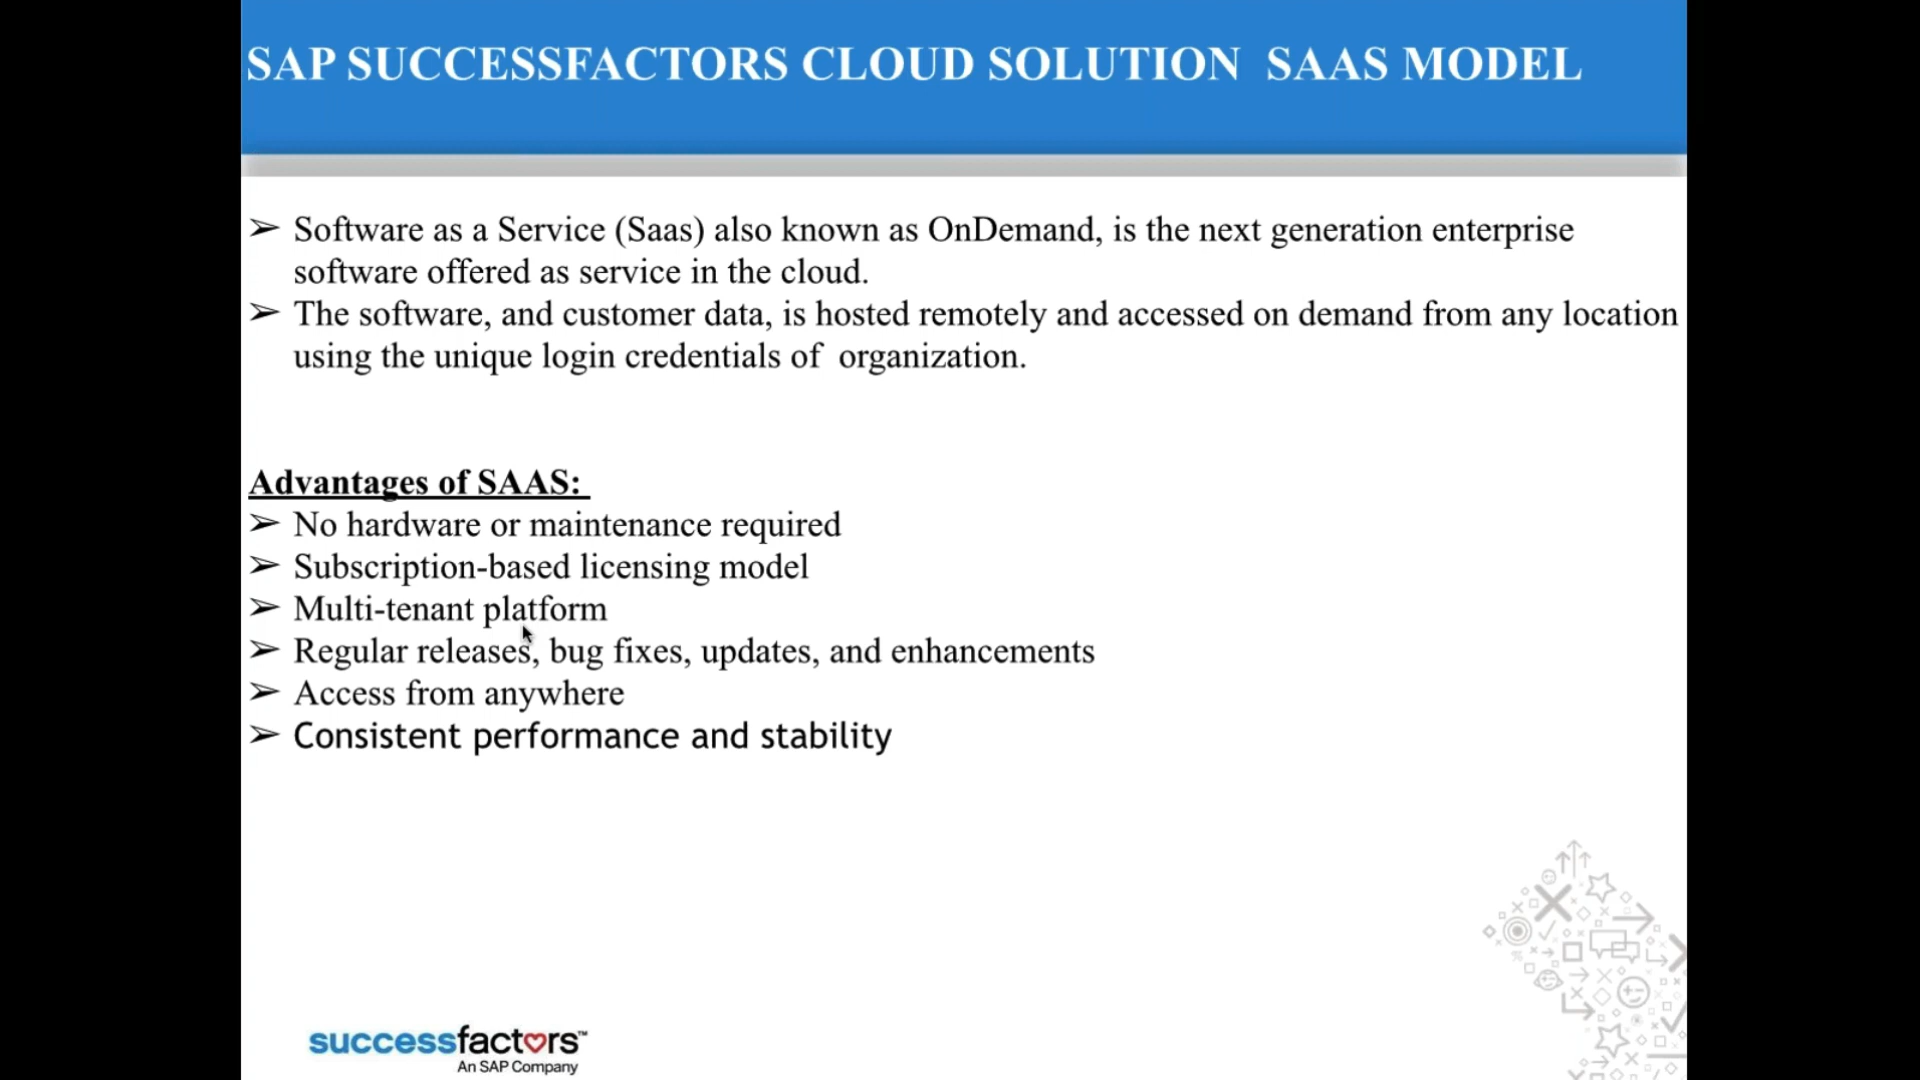 SAP SUCCESSFACTORS CLOUD SOLUTION  SAAS MODEL
➢ Software as a Service (Saas) also known as OnDemand, is the next generation enterprise
software offered as service in the cloud.
➢ The software, and customer data, is hosted remotely and accessed on demand from any location
using the unique login credentials of  organization.
Advantages of SAAS:
➢ No hardware or maintenance required
➢ Subscription-based licensing model
➢ Multi-tenant platform
➢ Regular releases, bug fixes, updates, and enhancements
➢ Access from anywhere
➢ Consistent performance and stability
successfactors™
An SAP Company